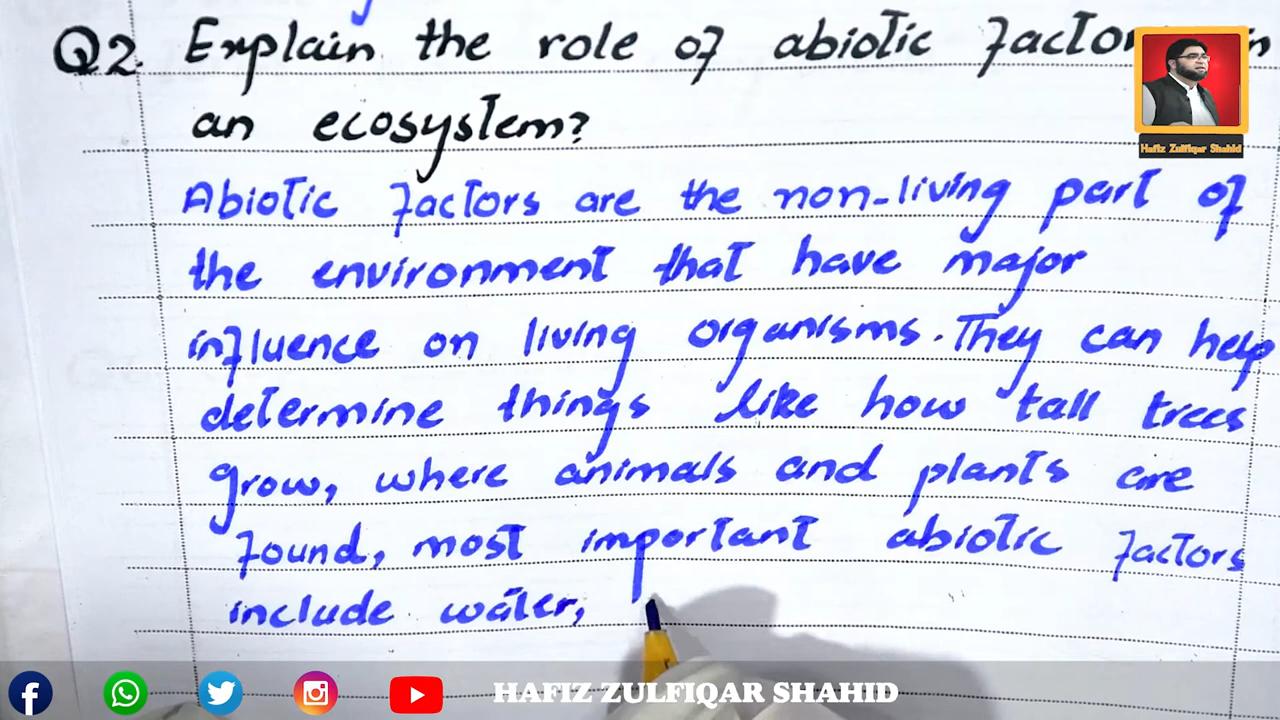 Q2. Explain the role of abiotic factor in
an ecosystem?
Abiotic factors are the non-living part of
the environment that have major
influence on living organisms. They can help
determine things like how tall trees
grow, where animals and plants are
found, most important abiotic factors
include water,
Hafiz Zulfiqar Shahid
HAFIZ ZULFIQAR SHAHID